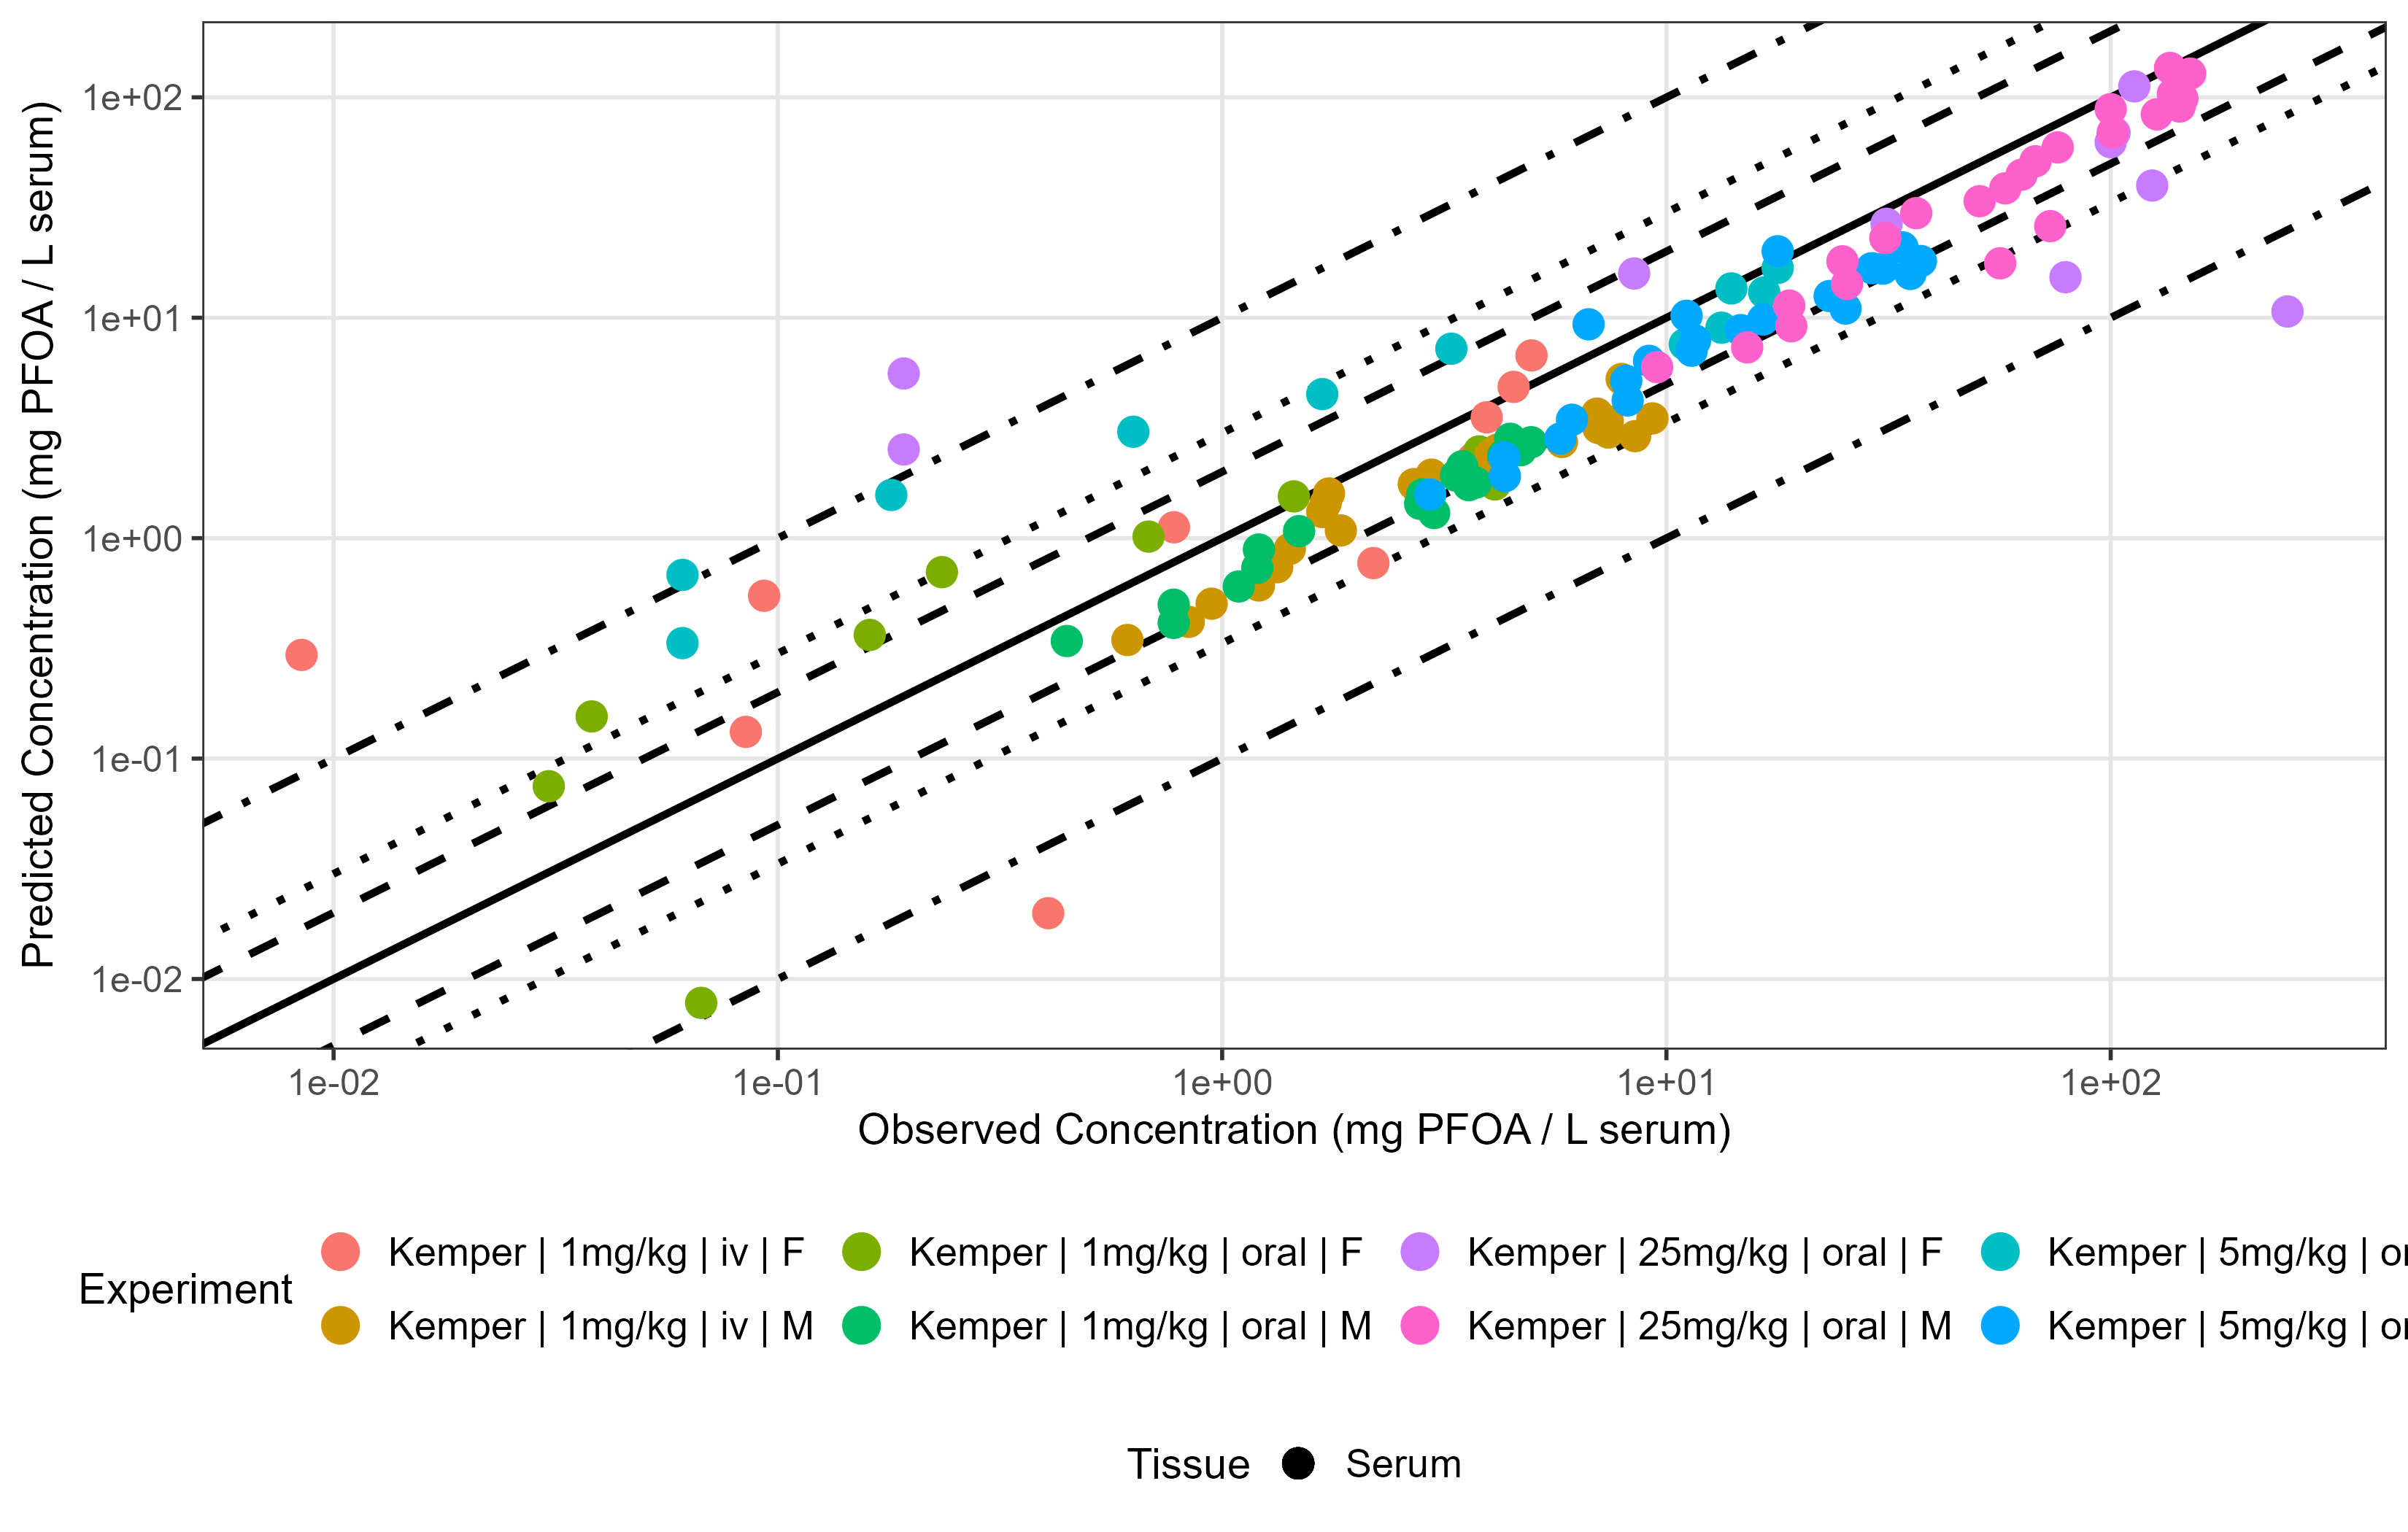 Predicted Concentration (mg PFOA / L serum)
1e+02
1e+01
1e+00
1e-01
1e-02
1e-02 1e-01 1e+00 1e+01 1e+02
Observed Concentration (mg PFOA / L serum)
Experiment
Kemper | 1mg/kg | iv | F Kemper | 1mg/kg | oral | F Kemper | 25mg/kg | oral | F Kemper | 5mg/kg |
Kemper | 1mg/kg | iv | M Kemper | 1mg/kg | oral | M Kemper | 25mg/kg | oral | M Kemper | 5mg/kg |
Tissue Serum